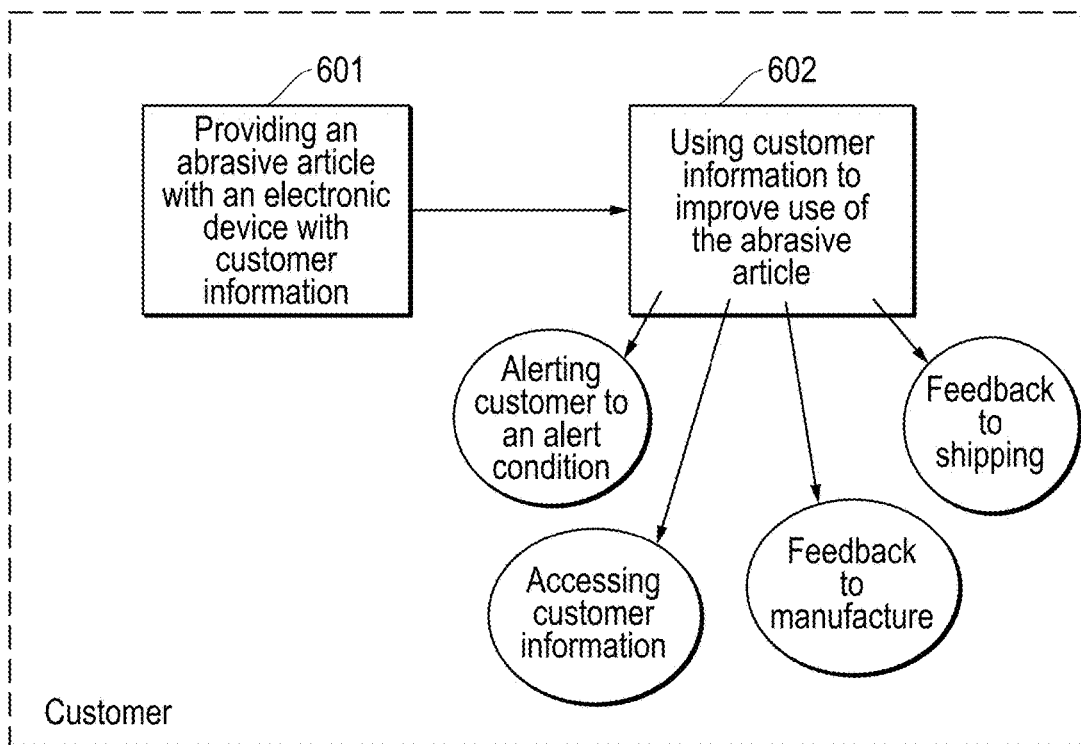 601
Providing an
abrasive article
with an electronic
device with
customer
information
602
Using customer
information to
improve use of
the abrasive
article
Alerting
customer to
an alert
condition
Accessing
customer
information
Feedback
to
manufacture
Feedback
to
shipping
Customer